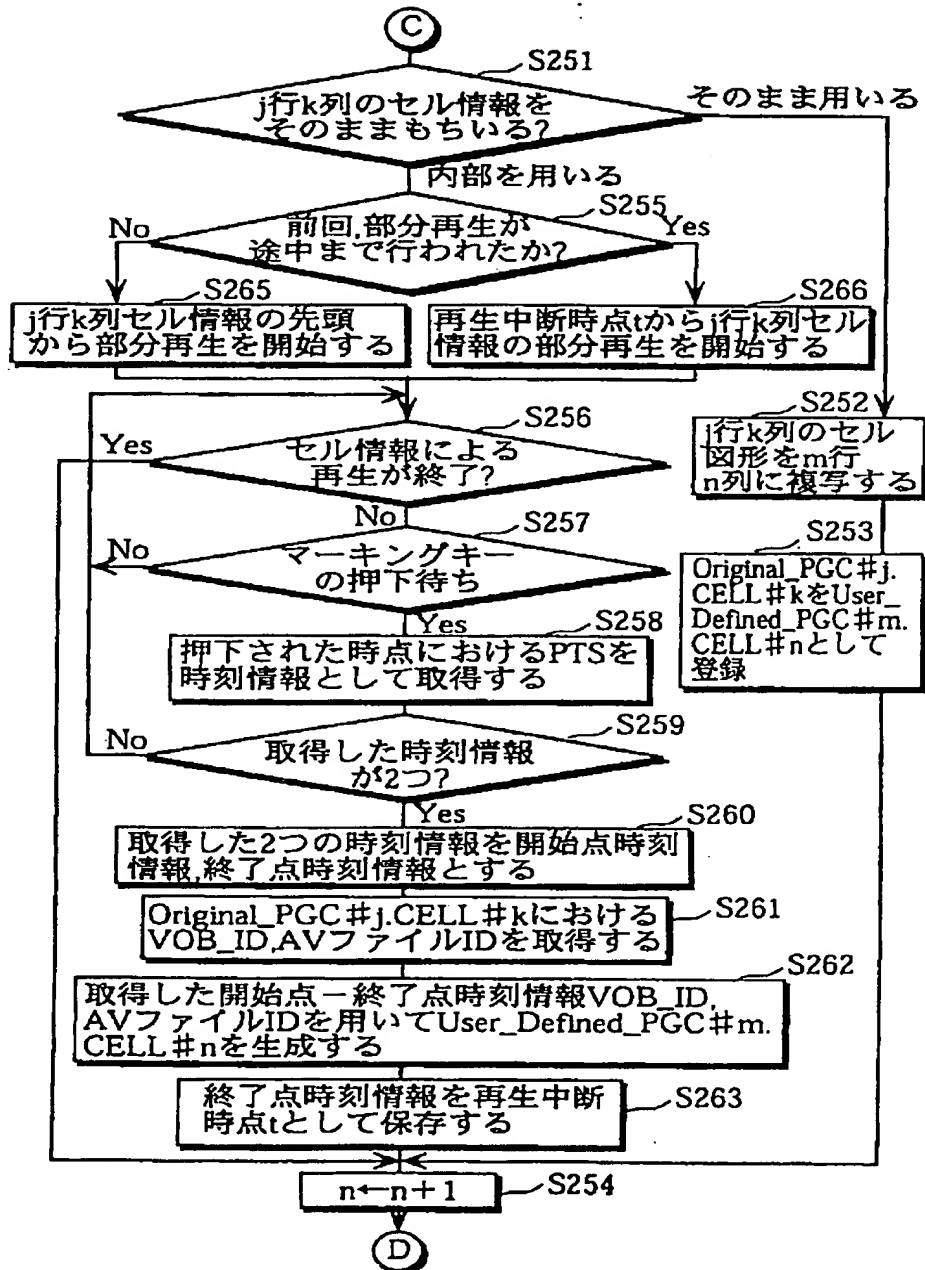 C
S251
j行k列のセル情報を
そのままもちいる?
そのまま用いる
内部を用いる
S255
前回,部分再生が
途中まで行われたか?
No
Yes
S265
j行k列セル情報の先頭
から部分再生を開始する
S266
再生中断時点tからj行k列セル
情報の部分再生を開始する
S256
セル情報による
再生が終了?
Yes
No
S252
j行k列のセル
図形をm行
n列に複写する
S257
マーキングキー
の押下待ち
No
Yes
S253
Original_PGC#j.
CELL#kをUser_
Defined_PGC#m.
CELL#nとして
登録
S258
押下された時点におけるPTSを
時刻情報として取得する
S259
取得した時刻情報
が2つ?
No
Yes
S260
取得した2つの時刻情報を開始点時刻
情報,終了点時刻情報とする
S261
Original_PGC#j.CELL#kにおける
VOB_ID,AVファイルIDを取得する
S262
取得した開始点－終了点時刻情報VOB_ID,
AVファイルIDを用いてUser_Defined_PGC#m.
CELL#nを生成する
S263
終了点時刻情報を再生中断
時点tとして保存する
S254
n←n+1
D